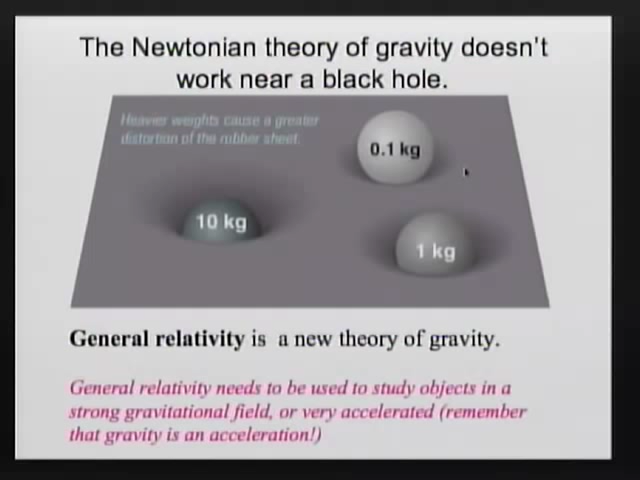 The Newtonian theory of gravity doesn't
work near a black hole.
Heavier weights cause a greater
distortion of the rubber sheet.
0.1 kg
10 kg
1 kg
General relativity is a new theory of gravity.
General relativity needs to be used to study objects in a
strong gravitational field, or very accelerated (remember
that gravity is an acceleration!)